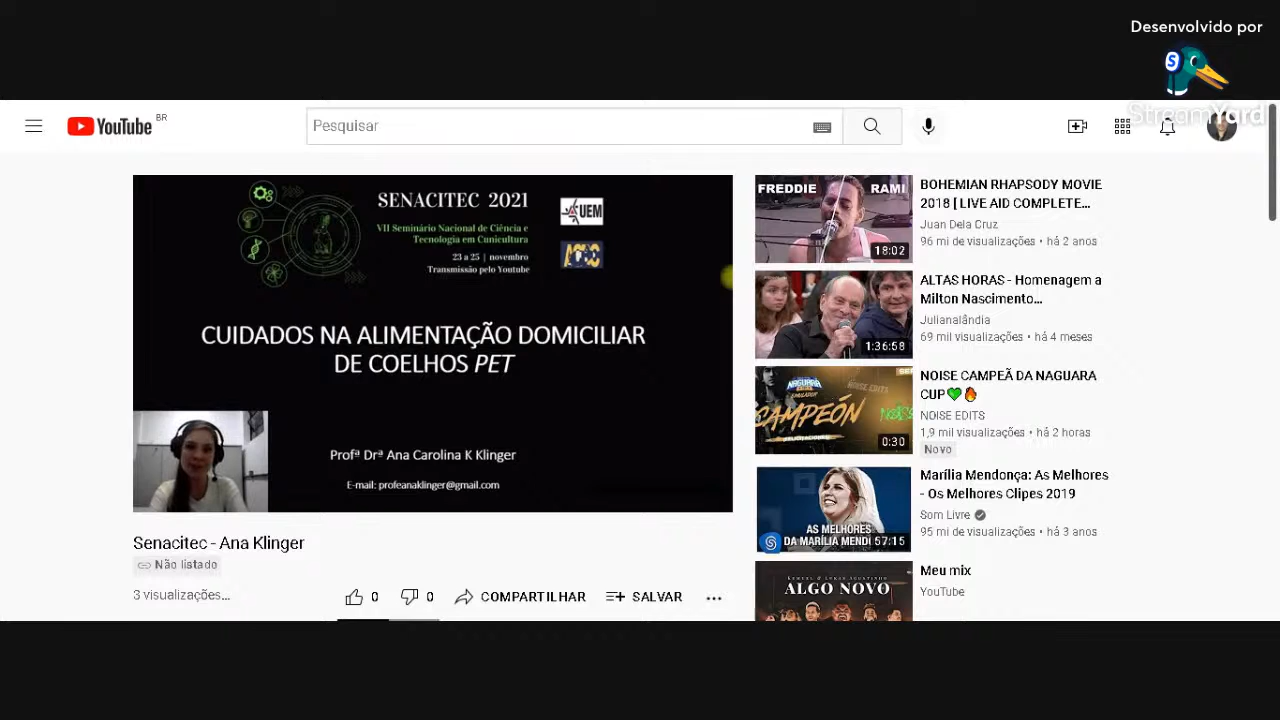 Desenvolvido por
StreamYard
YouTube BR
Pesquisar
SENACITEC 2021
VII Seminário Nacional de Ciência e
Tecnologia em Cunicultura
23 a 25 | novembro
Transmissão pelo Youtube
UEM
CUIDADOS NA ALIMENTAÇÃO DOMICILIAR
DE COELHOS PET
Profª Drª Ana Carolina K Klinger
E-mail: profeanaklinger@gmail.com
Senacitec - Ana Klinger
Não listado
3 visualizações...
0
0
COMPARTILHAR
SALVAR
FREDDIE RAMI
18:02
BOHEMIAN RHAPSODY MOVIE
2018 [ LIVE AID COMPLETE...
Juan Dela Cruz
96 mi de visualizações • há 2 anos
1:36:58
ALTAS HORAS - Homenagem a
Milton Nascimento...
Julianalândia
69 mil visualizações • há 4 meses
NAGUARA
NOISE EDITS
CAMPEÓN
0:30
NOISE CAMPEÃ DA NAGUARA
CUP💚🔥
NOISE EDITS
1,9 mil visualizações • há 2 horas
Novo
AS MELHORES
DA MARÍLIA MEND
57:15
Marília Mendonça: As Melhores
- Os Melhores Clipes 2019
Som Livre
95 mi de visualizações • há 3 anos
ALGO NOVO
Meu mix
YouTube